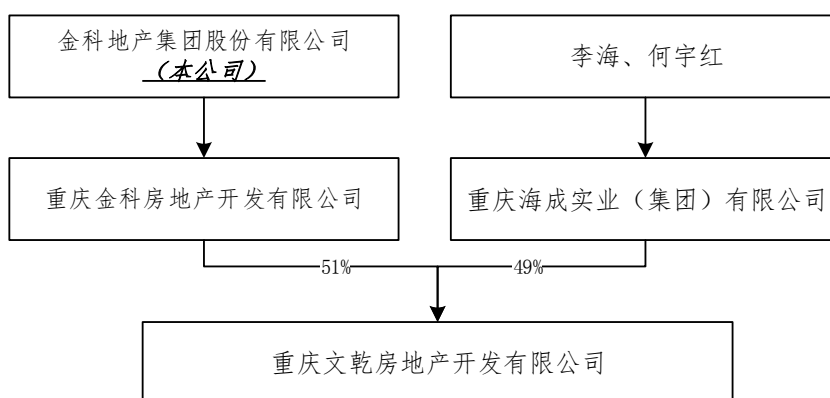 金科地产集团股份有限公司
（本公司）
李海、何宇红
重庆金科房地产开发有限公司
重庆海成实业（集团）有限公司
51%
49%
重庆文乾房地产开发有限公司